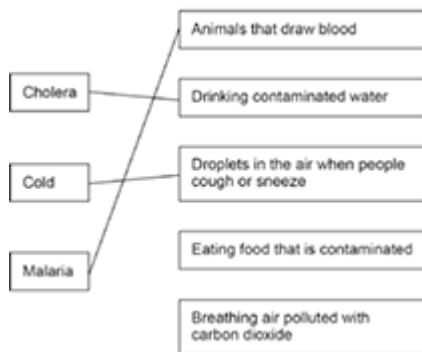 Cholera
Cold
Malaria
Animals that draw blood
Drinking contaminated water
Droplets in the air when people
cough or sneeze
Eating food that is contaminated
Breathing air polluted with
carbon dioxide